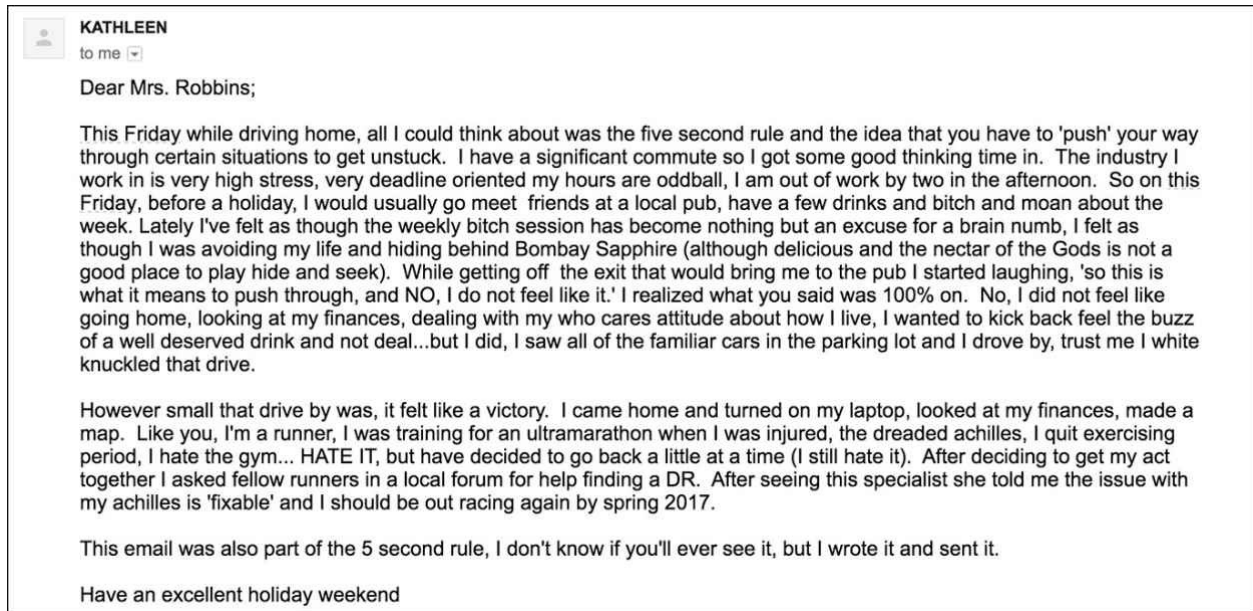 KATHLEEN
to me
Dear Mrs. Robbins;
This Friday while driving home, all I could think about was the five second rule and the idea that you have to 'push' your way
through certain situations to get unstuck.  I have a significant commute so I got some good thinking time in.  The industry I
work in is very high stress, very deadline oriented my hours are oddball, I am out of work by two in the afternoon.  So on this
Friday, before a holiday, I would usually go meet  friends at a local pub, have a few drinks and bitch and moan about the
week. Lately I've felt as though the weekly bitch session has become nothing but an excuse for a brain numb, I felt as
though I was avoiding my life and hiding behind Bombay Sapphire (although delicious and the nectar of the Gods is not a
good place to play hide and seek).  While getting off  the exit that would bring me to the pub I started laughing, 'so this is
what it means to push through, and NO, I do not feel like it.' I realized what you said was 100% on.  No, I did not feel like
going home, looking at my finances, dealing with my who cares attitude about how I live, I wanted to kick back feel the buzz
of a well deserved drink and not deal...but I did, I saw all of the familiar cars in the parking lot and I drove by, trust me I white
knuckled that drive.
However small that drive by was, it felt like a victory.  I came home and turned on my laptop, looked at my finances, made a
map.  Like you, I'm a runner, I was training for an ultramarathon when I was injured, the dreaded achilles, I quit exercising
period, I hate the gym... HATE IT, but have decided to go back a little at a time (I still hate it).  After deciding to get my act
together I asked fellow runners in a local forum for help finding a DR.  After seeing this specialist she told me the issue with
my achilles is 'fixable' and I should be out racing again by spring 2017.
This email was also part of the 5 second rule, I don't know if you'll ever see it, but I wrote it and sent it.
Have an excellent holiday weekend